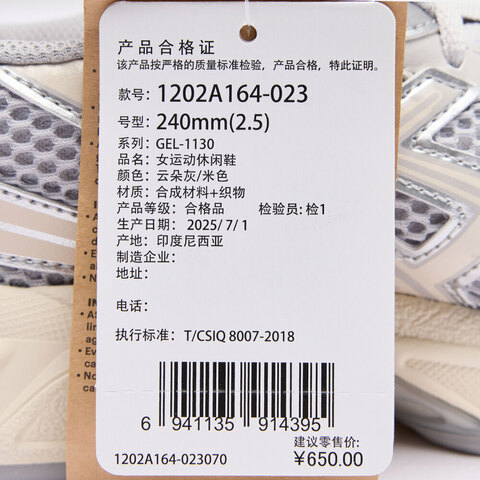 产品合格证
该产品按严格的质量标准检验，产品合格，特此证明。
款号：1202A164-023
号型：240mm(2.5)
系列：GEL-1130
品名：女运动休闲鞋
颜色：云朵灰/米色
材质：合成材料+织物
产品等级：合格品 检验员：检1
生产日期：2025/ 7/ 1
产地：印度尼西亚
制造企业：
地址：
电话：
执行标准：T/CSIQ 8007-2018
6 941135 914395
建议零售价:
1202A164-023070 ¥650.00